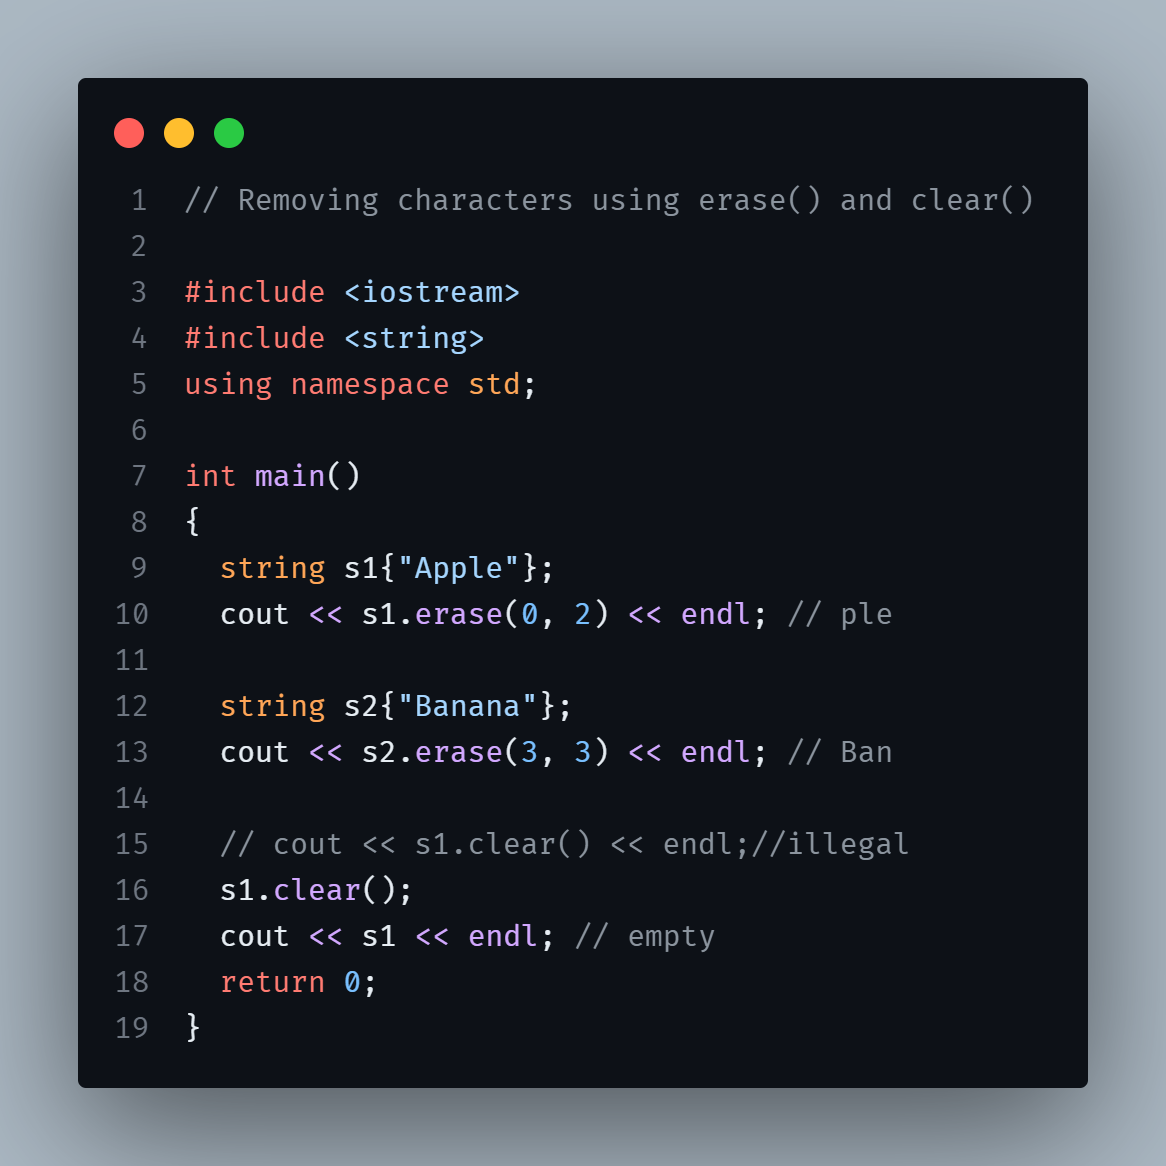 1 // Removing characters using erase() and clear()
2
3 #include <iostream>
4 #include <string>
5 using namespace std;
6
7 int main()
8 {
9   string s1{"Apple"};
10   cout << s1.erase(0, 2) << endl; // ple
11
12   string s2{"Banana"};
13   cout << s2.erase(3, 3) << endl; // Ban
14
15   // cout << s1.clear() << endl;//illegal
16   s1.clear();
17   cout << s1 << endl; // empty
18   return 0;
19 }